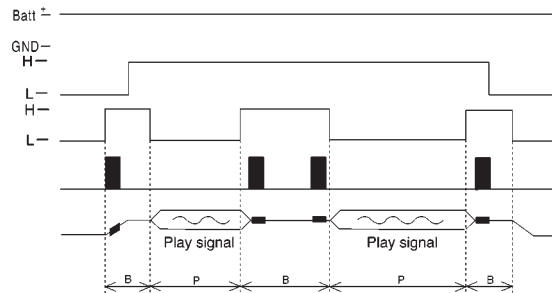 Batt +
GND
H
L
H
L
Play signal Play signal
B P B P B